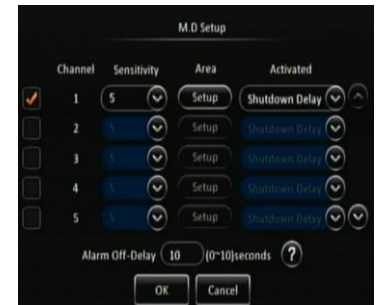 M.D Setup
Channel Sensitivity Area Activated
1 5 Setup Shutdown Delay
2 5 Setup Shutdown Delay
3 5 Setup Shutdown Delay
4 5 Setup Shutdown Delay
5 5 Setup Shutdown Delay
Alarm Off-Delay 10 (0~10)seconds ?
OK Cancel